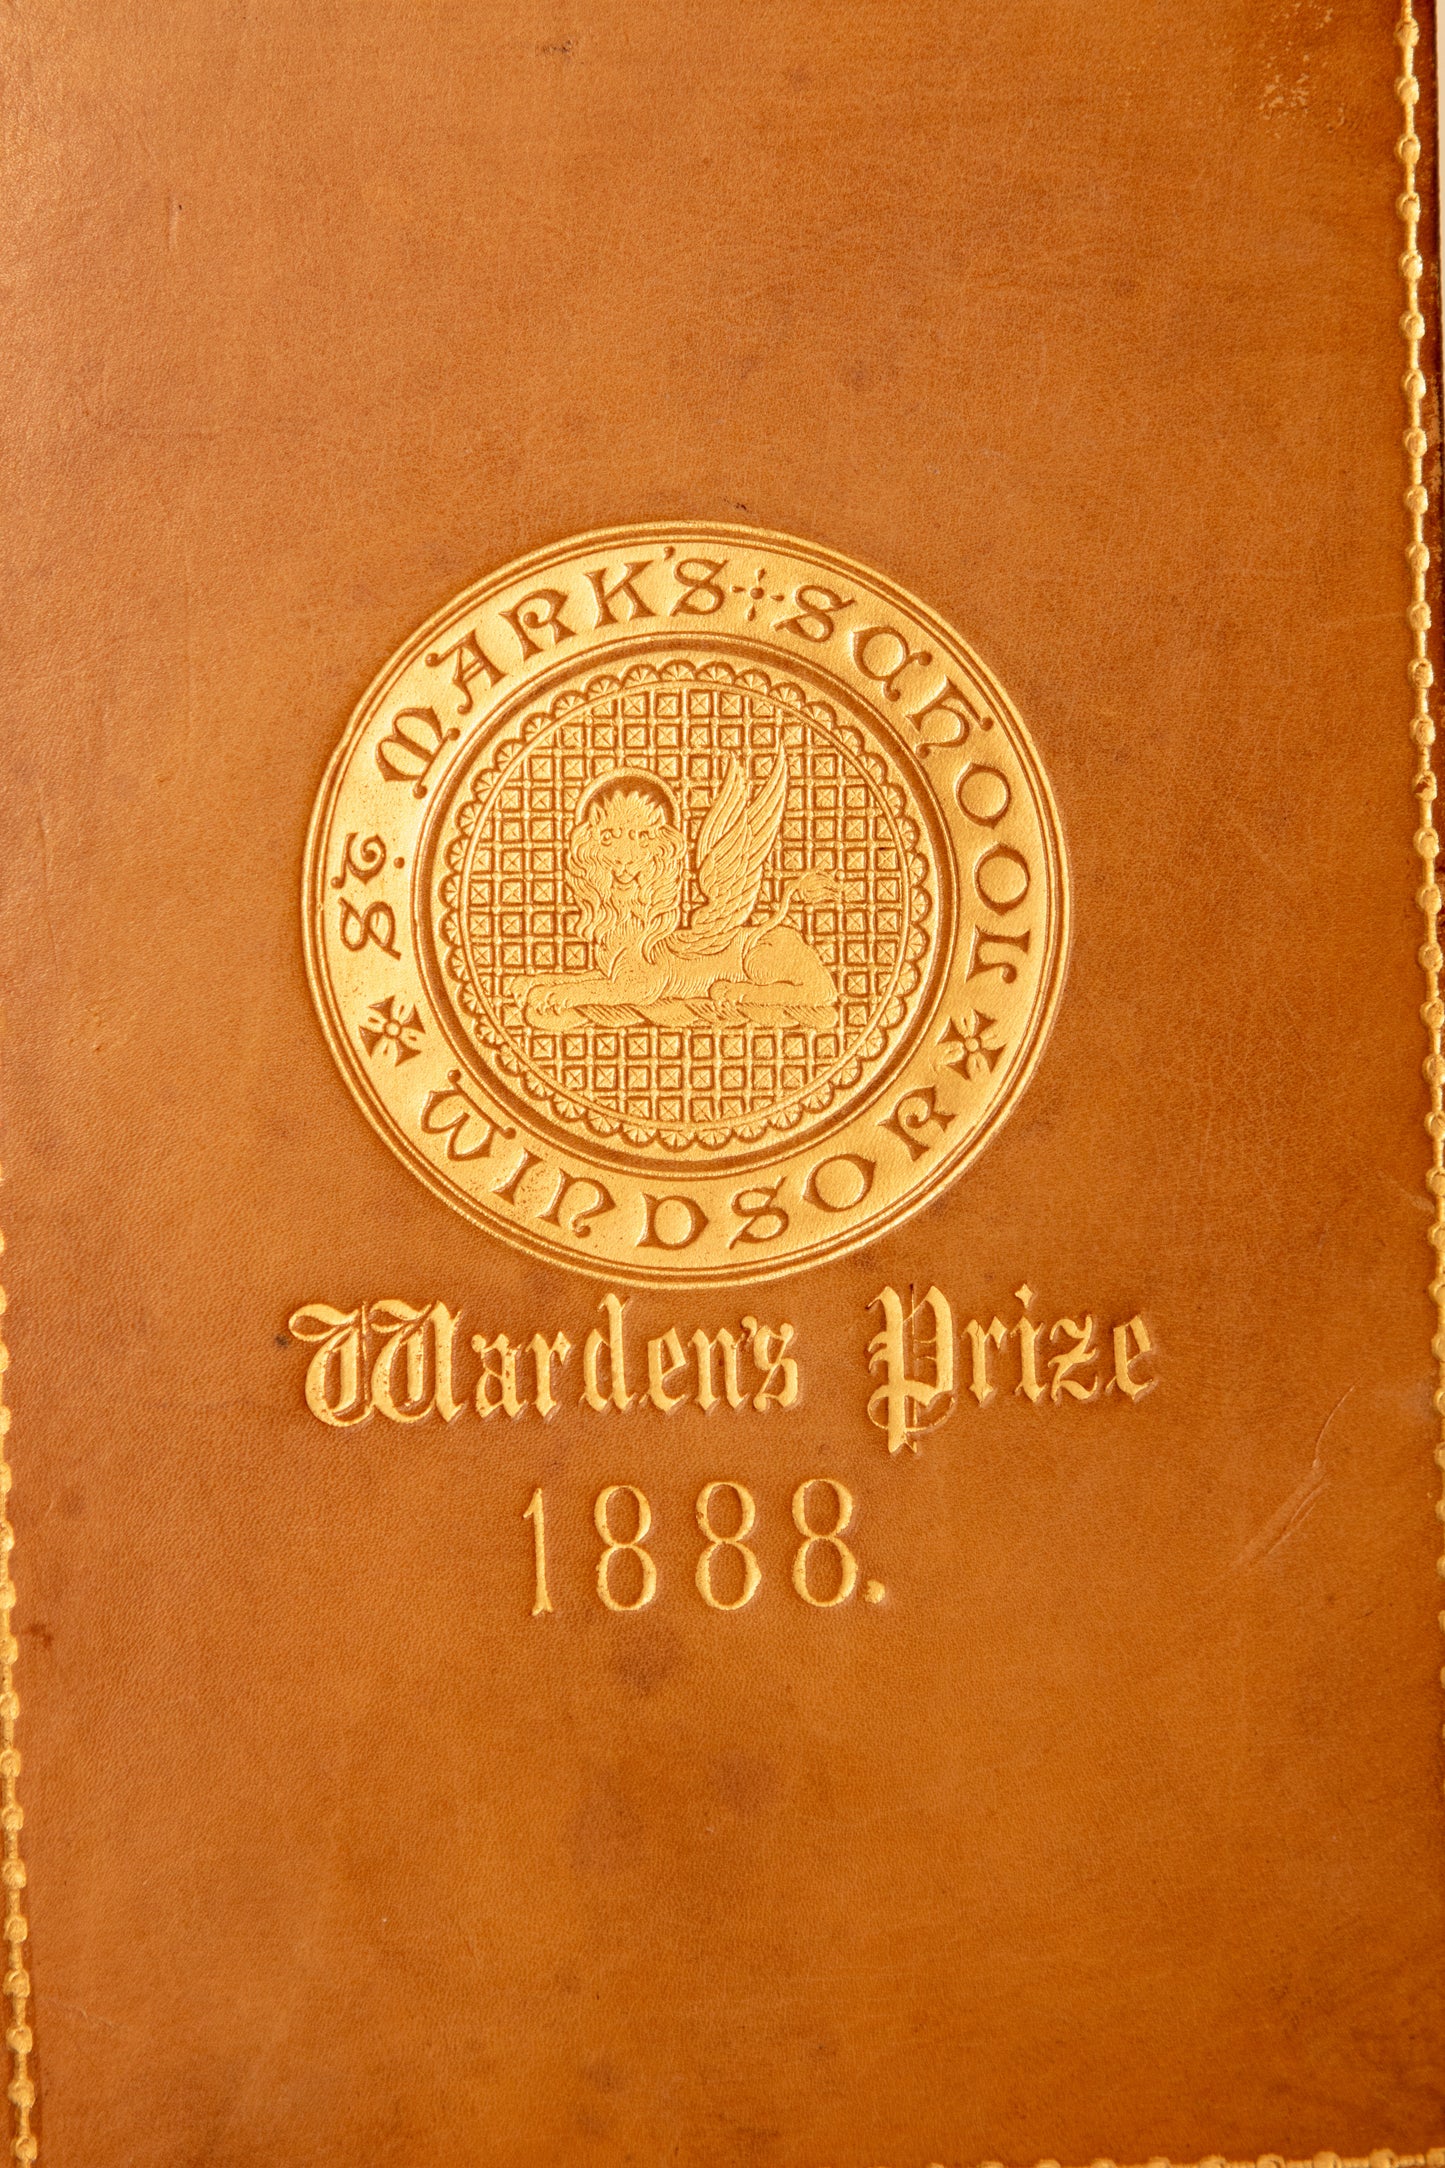 ST. MARK'S SCHOOL
WINDSOR
Warden's Prize
1888.